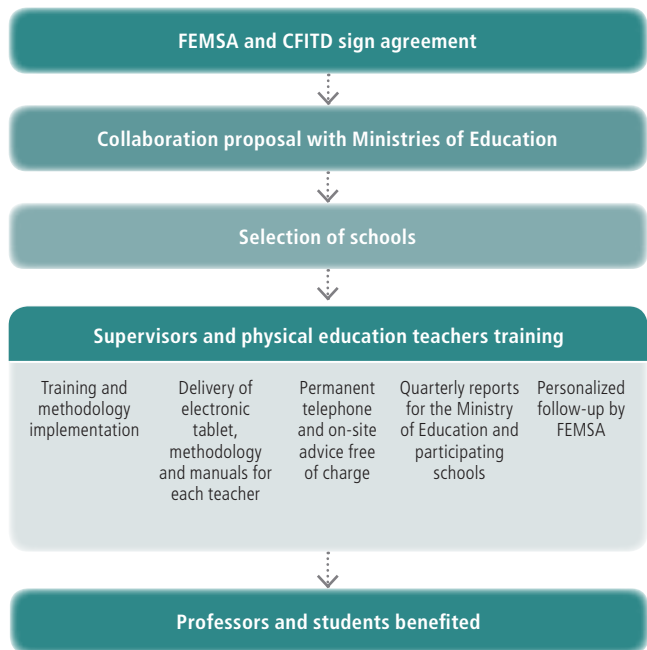 FEMSA and CFITD sign agreement
Collaboration proposal with Ministries of Education
Selection of schools
Supervisors and physical education teachers training
Training and
methodology
implementation
Delivery of
electronic
tablet,
methodology
and manuals for
each teacher
Permanent
telephone
and on-site
advice free
of charge
Quarterly reports
for the Ministry
of Education and
participating
schools
Personalized
follow-up by
FEMSA
Professors and students benefited